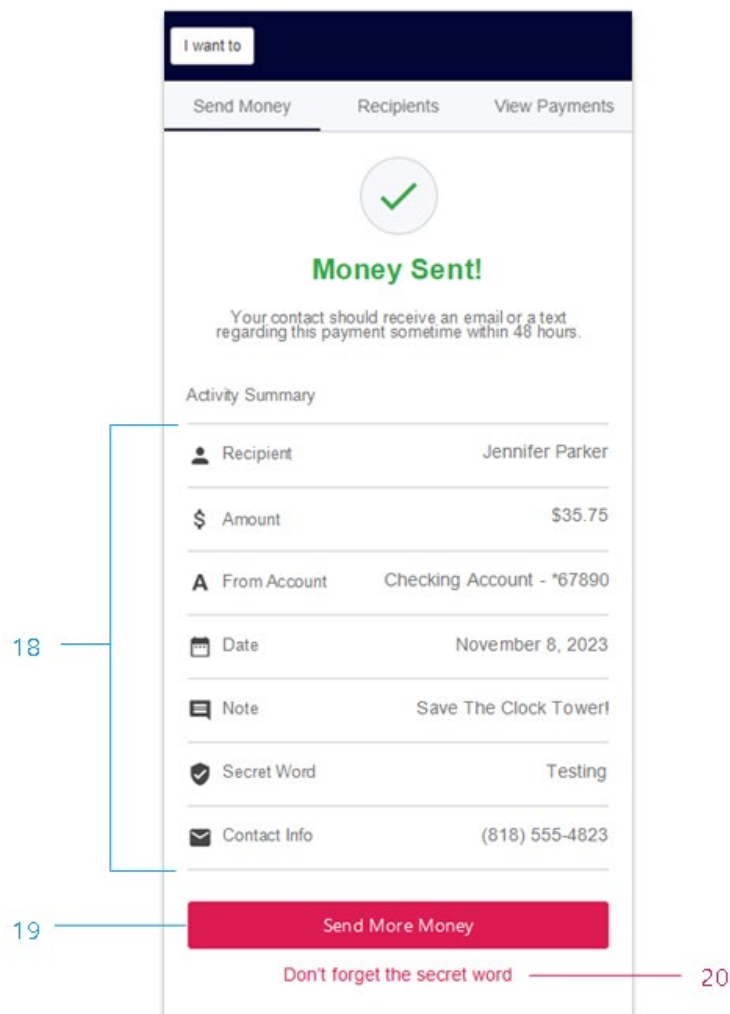 I want to
Send Money Recipients View Payments
Money Sent!
Your contact should receive an email or a text
regarding this payment sometime within 48 hours.
Activity Summary
Recipient Jennifer Parker
$ Amount $35.75
A From Account Checking Account - *67890
18 Date November 8, 2023
Note Save The Clock Tower!
Secret Word Testing
Contact Info (818) 555-4823
19 Send More Money
Don't forget the secret word 20